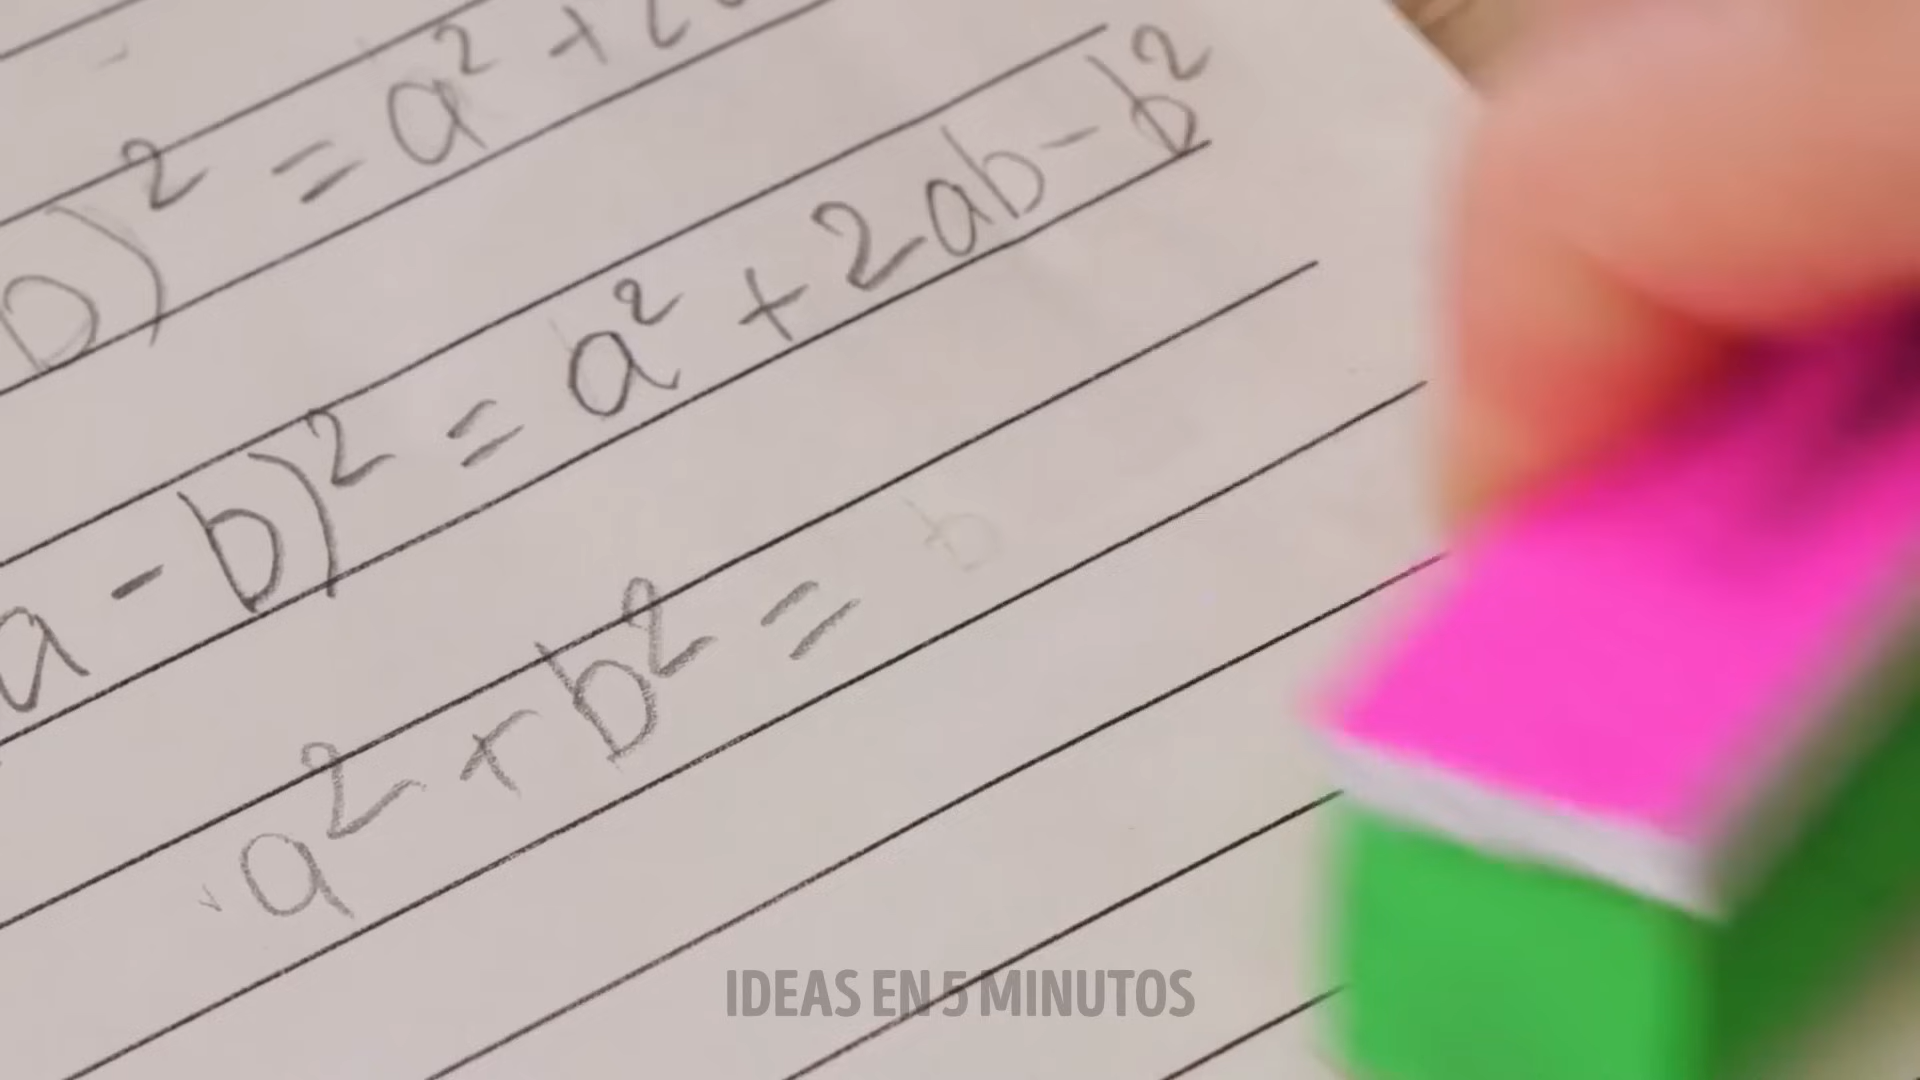 )² = a² + 2
a - b)² = a² + 2ab - b²
a² + b² =
IDEAS EN 5 MINUTOS